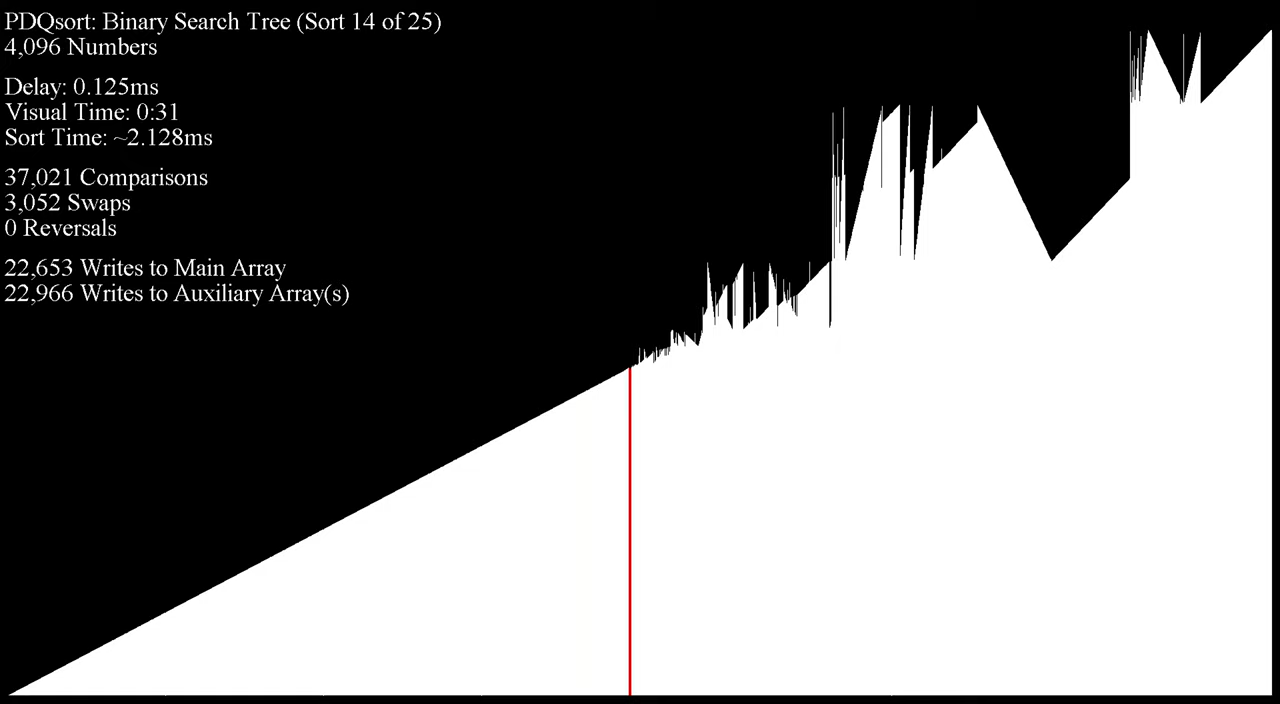 PDQsort: Binary Search Tree (Sort 14 of 25)
4,096 Numbers
Delay: 0.125ms
Visual Time: 0:31
Sort Time: ~2.128ms
37,021 Comparisons
3,052 Swaps
0 Reversals
22,653 Writes to Main Array
22,966 Writes to Auxiliary Array(s)